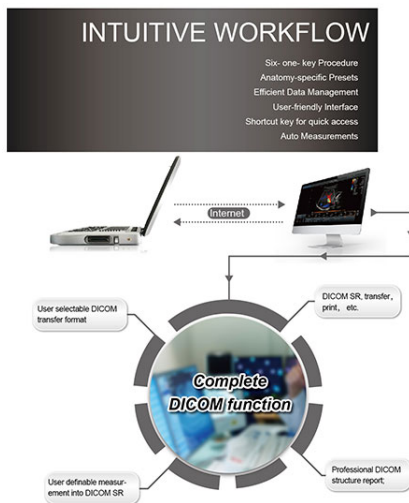 INTUITIVE WORKFLOW
Six- one- key Procedure
Anatomy-specific Presets
Efficient Data Management
User-friendly Interface
Shortcut key for quick access
Auto Measurements
Internet
User selectable DICOM
transfer format
DICOM SR, transfer,
print, etc.
Complete
DICOM function
User definable measur-
ement into DICOM SR
Professional DICOM
structure report;